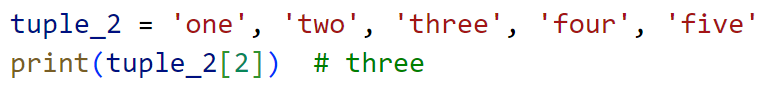 tuple_2 = 'one', 'two', 'three', 'four', 'five'
print(tuple_2[2])  # three